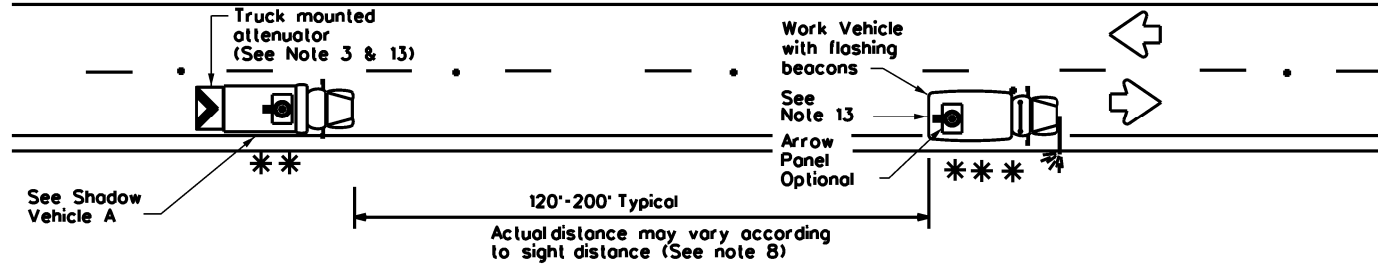 Truck mounted
attenuator
(See Note 3 & 13)
Work Vehicle
with flashing
beacons
See
Note 13
Arrow
Panel
Optional
See Shadow
Vehicle A
120'-200' Typical
Actual distance may vary according
to sight distance (See note 8)